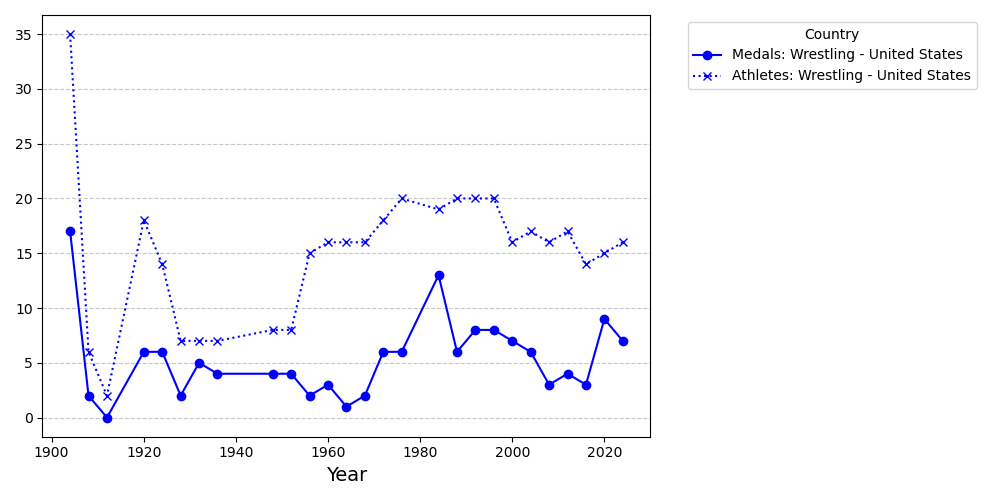 Country
Medals: Wrestling - United States
Athletes: Wrestling - United States
35
30
25
20
15
10
5
0
1900 1920 1940 1960 1980 2000 2020
Year